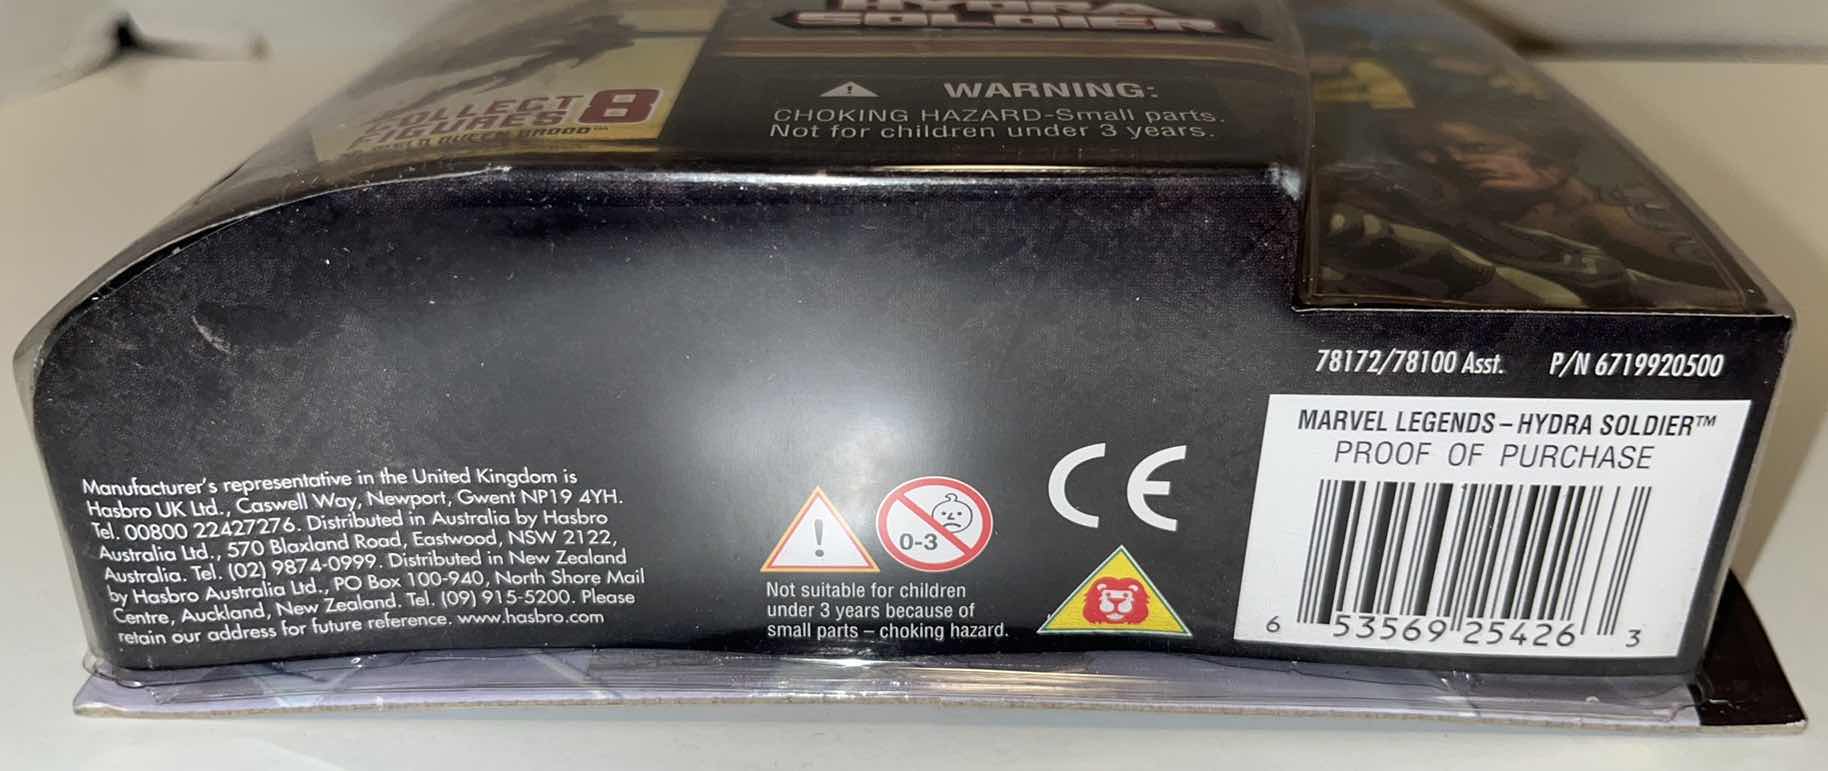 HYDRA
SOLDIER
COLLECT 8
FIGURES
QUEEN BROOD™
WARNING:
CHOKING HAZARD-Small parts.
Not for children under 3 years.
78172/78100 Asst. P/N 6719920500
MARVEL LEGENDS – HYDRA SOLDIER™
PROOF OF PURCHASE
6 53569 25426 3
Manufacturer's representative in the United Kingdom is
Hasbro UK Ltd., Caswell Way, Newport, Gwent NP19 4YH.
Tel. 00800 22427276. Distributed in Australia by Hasbro
Australia Ltd., 570 Blaxland Road, Eastwood, NSW 2122,
Australia. Tel. (02) 9874-0999. Distributed in New Zealand
by Hasbro Australia Ltd., PO Box 100-940, North Shore Mail
Centre, Auckland, New Zealand. Tel. (09) 915-5200. Please
retain our address for future reference. www.hasbro.com
!
0-3
Not suitable for children
under 3 years because of
small parts – choking hazard.
CE